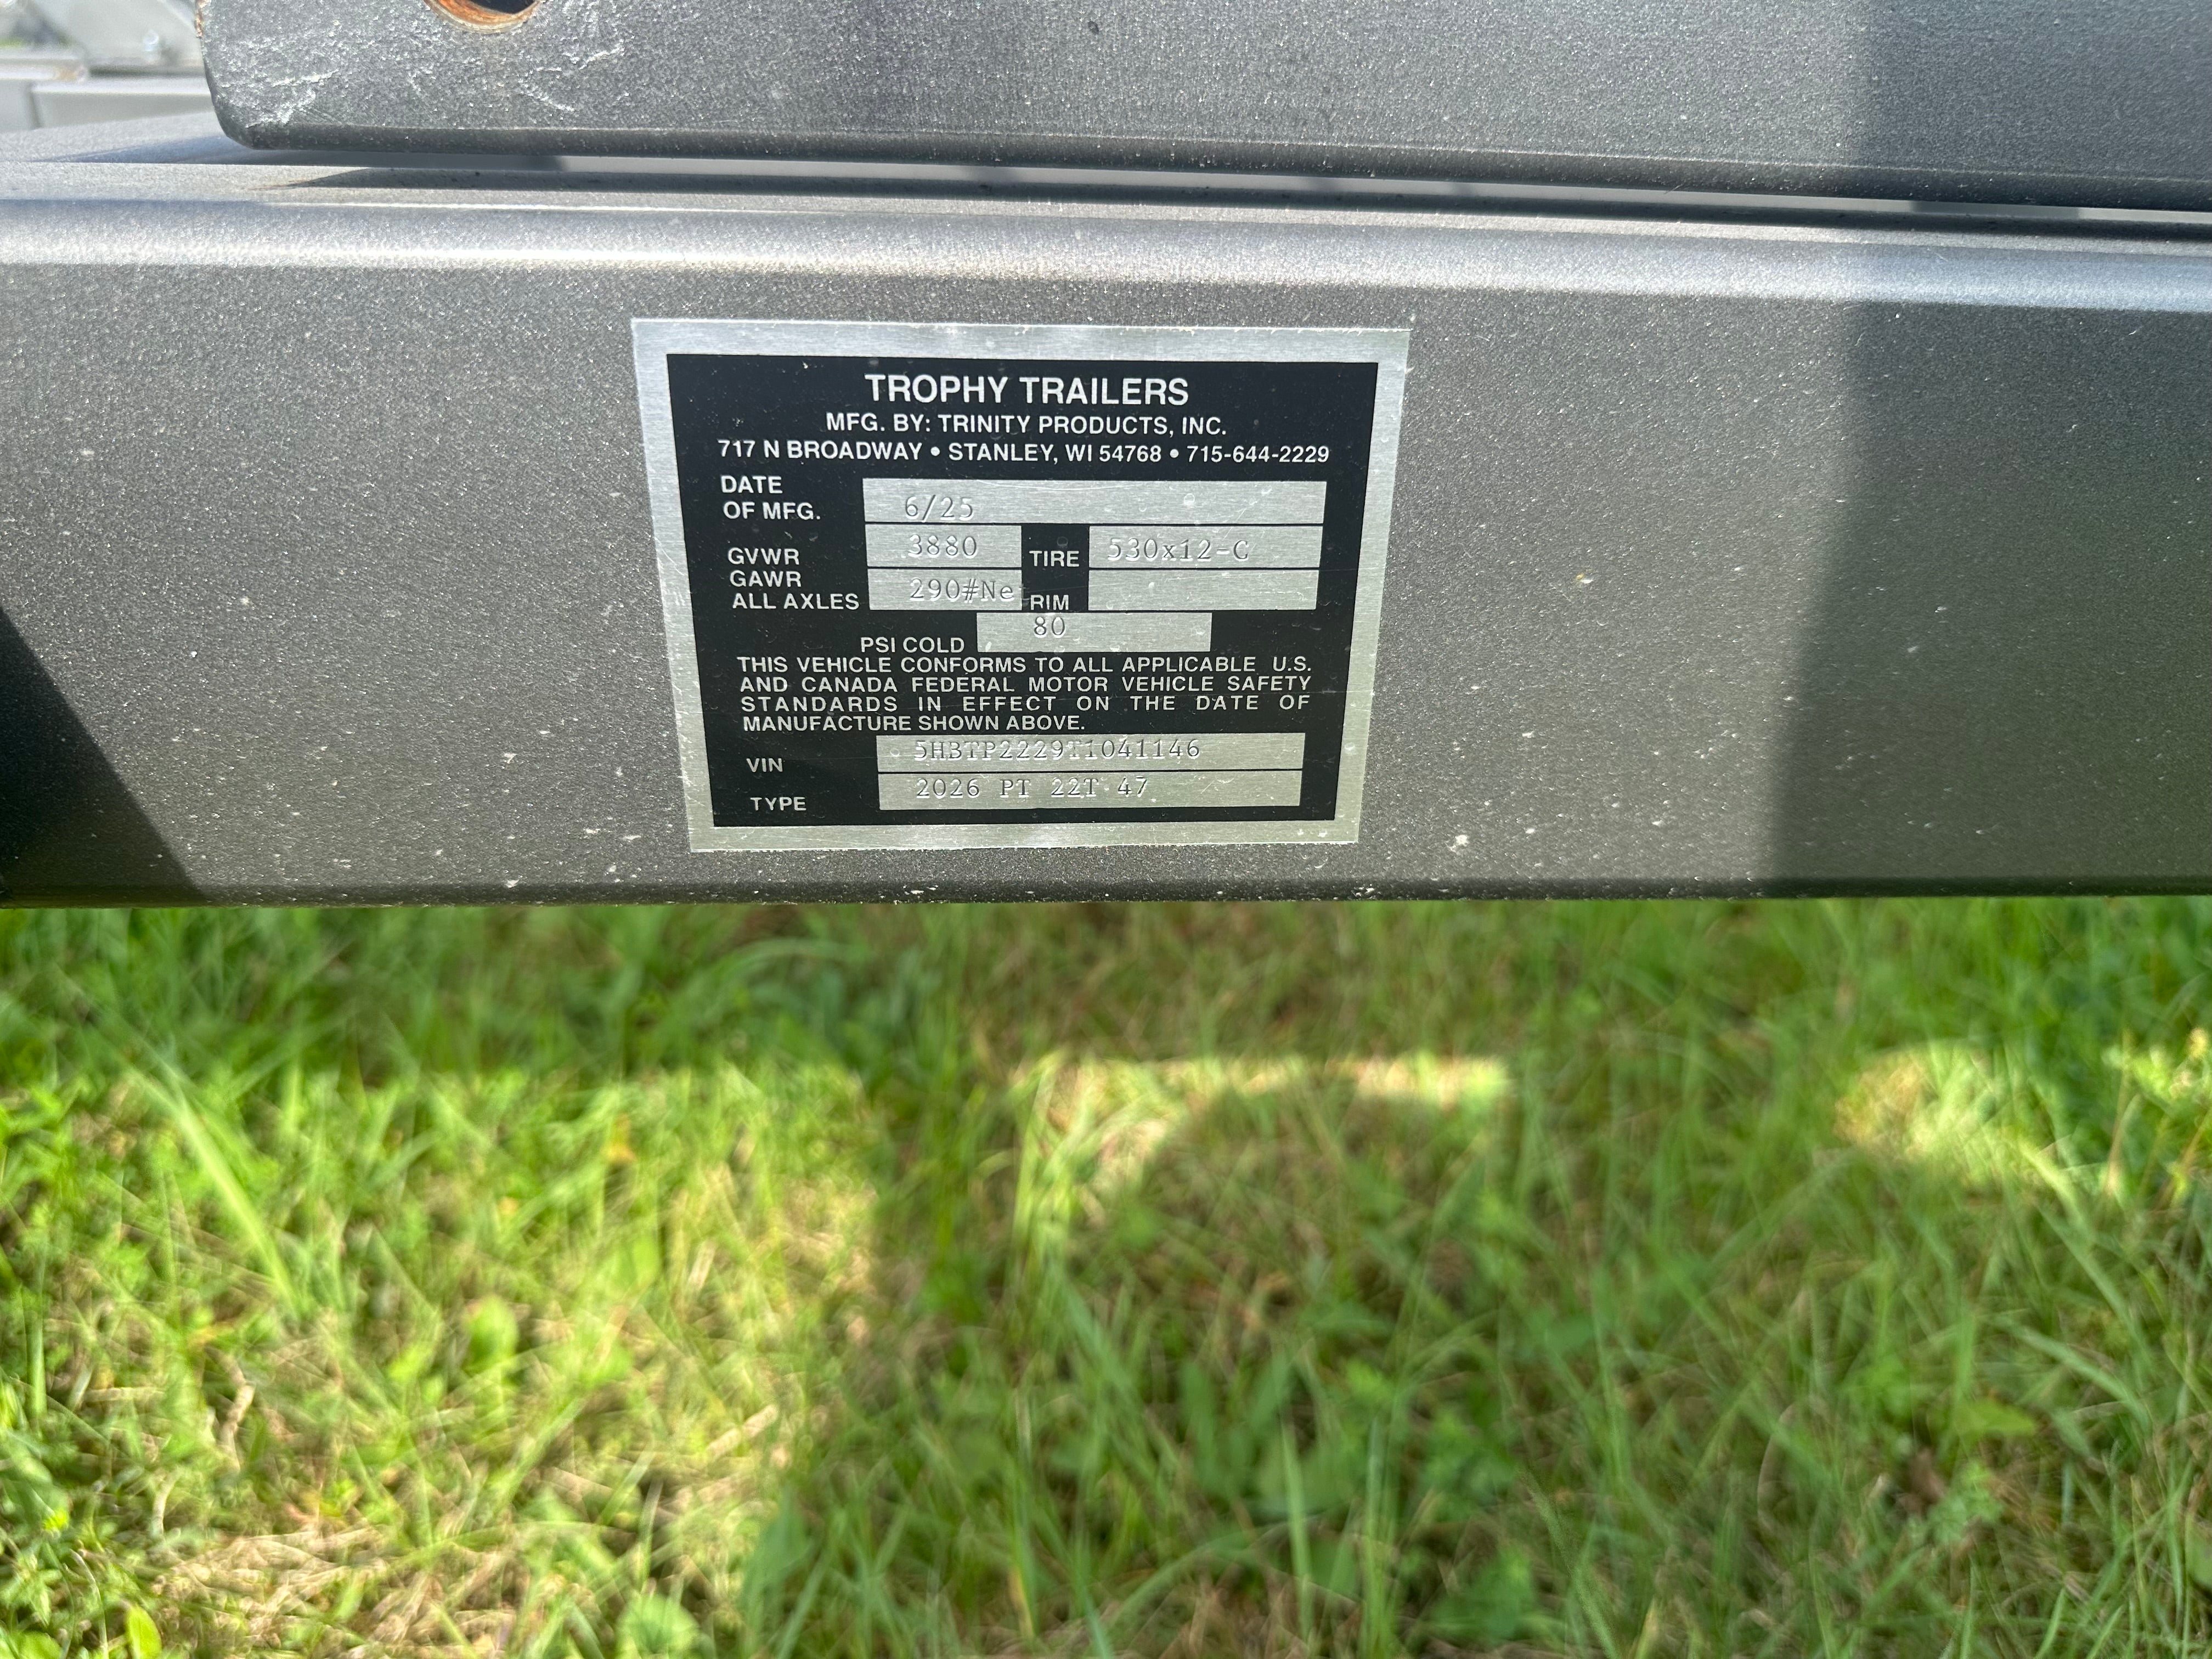 TROPHY TRAILERS
MFG. BY: TRINITY PRODUCTS, INC.
717 N BROADWAY • STANLEY, WI 54768 • 715-644-2229
DATE
OF MFG. 6/25
GVWR 3880 TIRE 530x12-C
GAWR
ALL AXLES 290#Net RIM
PSI COLD 80
THIS VEHICLE CONFORMS TO ALL APPLICABLE U.S.
AND CANADA FEDERAL MOTOR VEHICLE SAFETY
STANDARDS IN EFFECT ON THE DATE OF
MANUFACTURE SHOWN ABOVE.
VIN 5HBTP2229T1041146
TYPE 2026 PT 22T 47